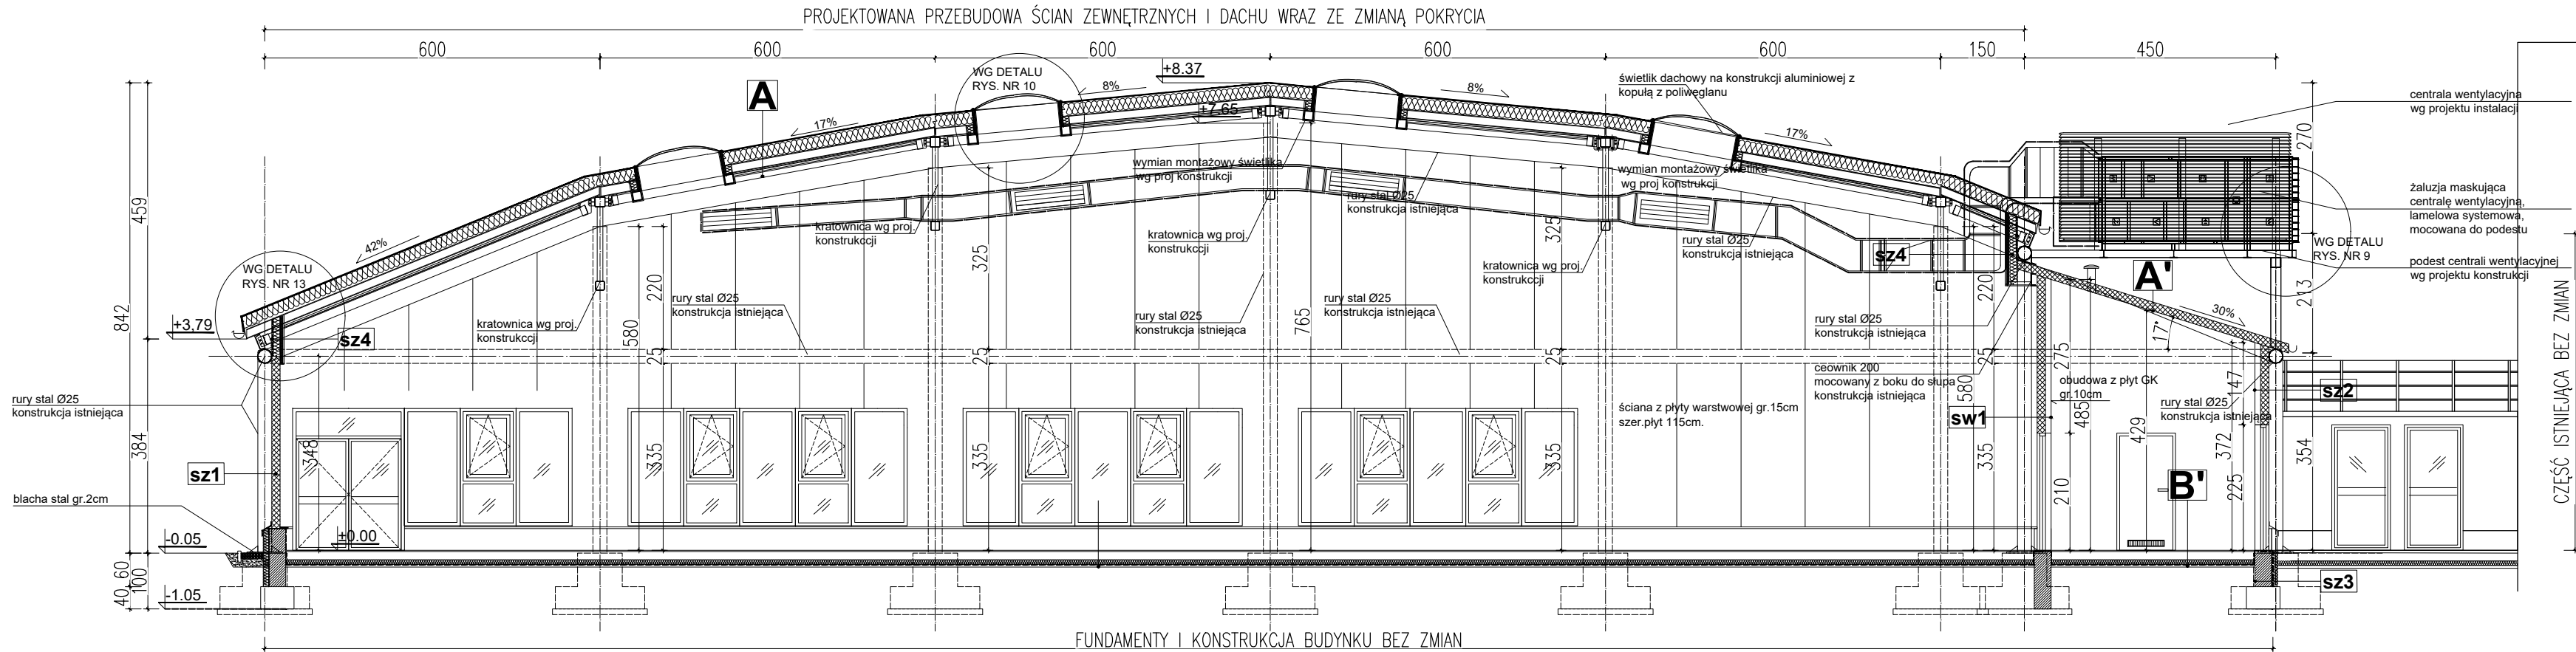 PROJEKTOWANA PRZEBUDOWA ŚCIAN ZEWNĘTRZNYCH I DACHU WRAZ ZE ZMIANĄ POKRYCIA
600
600
600
600
600
150
450
WG DETALU
RYS. NR 10
+8.37
8%
8%
świetlik dachowy na konstrukcji aluminiowej z
kopułą z poliwęglanu
centrala wentylacyjna
wg projektu instalacji
270
A
17%
+7.65
17%
wymian montażowy świetlika
wg proj konstrukcji
wymian montażowy świetlika
wg proj konstrukcji
rury stal Ø25
konstrukcja istniejąca
żaluzja maskująca
centralę wentylacyjną,
lamelowa systemowa,
mocowana do podestu
459
42%
kratownica wg proj.
konstrukccji
kratownica wg proj.
konstrukccji
325
rury stal Ø25
konstrukcja istniejąca
WG DETALU
RYS. NR 9
WG DETALU
RYS. NR 13
325
kratownica wg proj.
konstrukccji
sz4
podest centrali wentylacyjnej
wg projektu konstrukcji
A'
213
220
rury stal Ø25
konstrukcja istniejąca
rury stal Ø25
konstrukcja istniejąca
220
842
+3,79
kratownica wg proj.
konstrukccji
rury stal Ø25
konstrukcja istniejąca
765
rury stal Ø25
konstrukcja istniejąca
30%
17°
sz4
580
25
25
25
25
275
ceownik 200
mocowany z boku do słupa
konstrukcja istniejąca
580
obudowa z płyt GK
gr.10cm
147
sz2
rury stal Ø25
konstrukcja istniejąca
ściana z płyty warstwowej gr.15cm
szer.płyt 115cm.
sw1
485
429
rury stal Ø25
konstrukcja istniejąca
372
354
384
348
335
335
335
335
CZĘŚĆ ISTNIEJĄCA BEZ ZMIAN
sz1
blacha stal gr.2cm
210
B'
225
-0.05
±0.00
60
100
40
-1.05
sz3
FUNDAMENTY I KONSTRUKCJA BUDYNKU BEZ ZMIAN